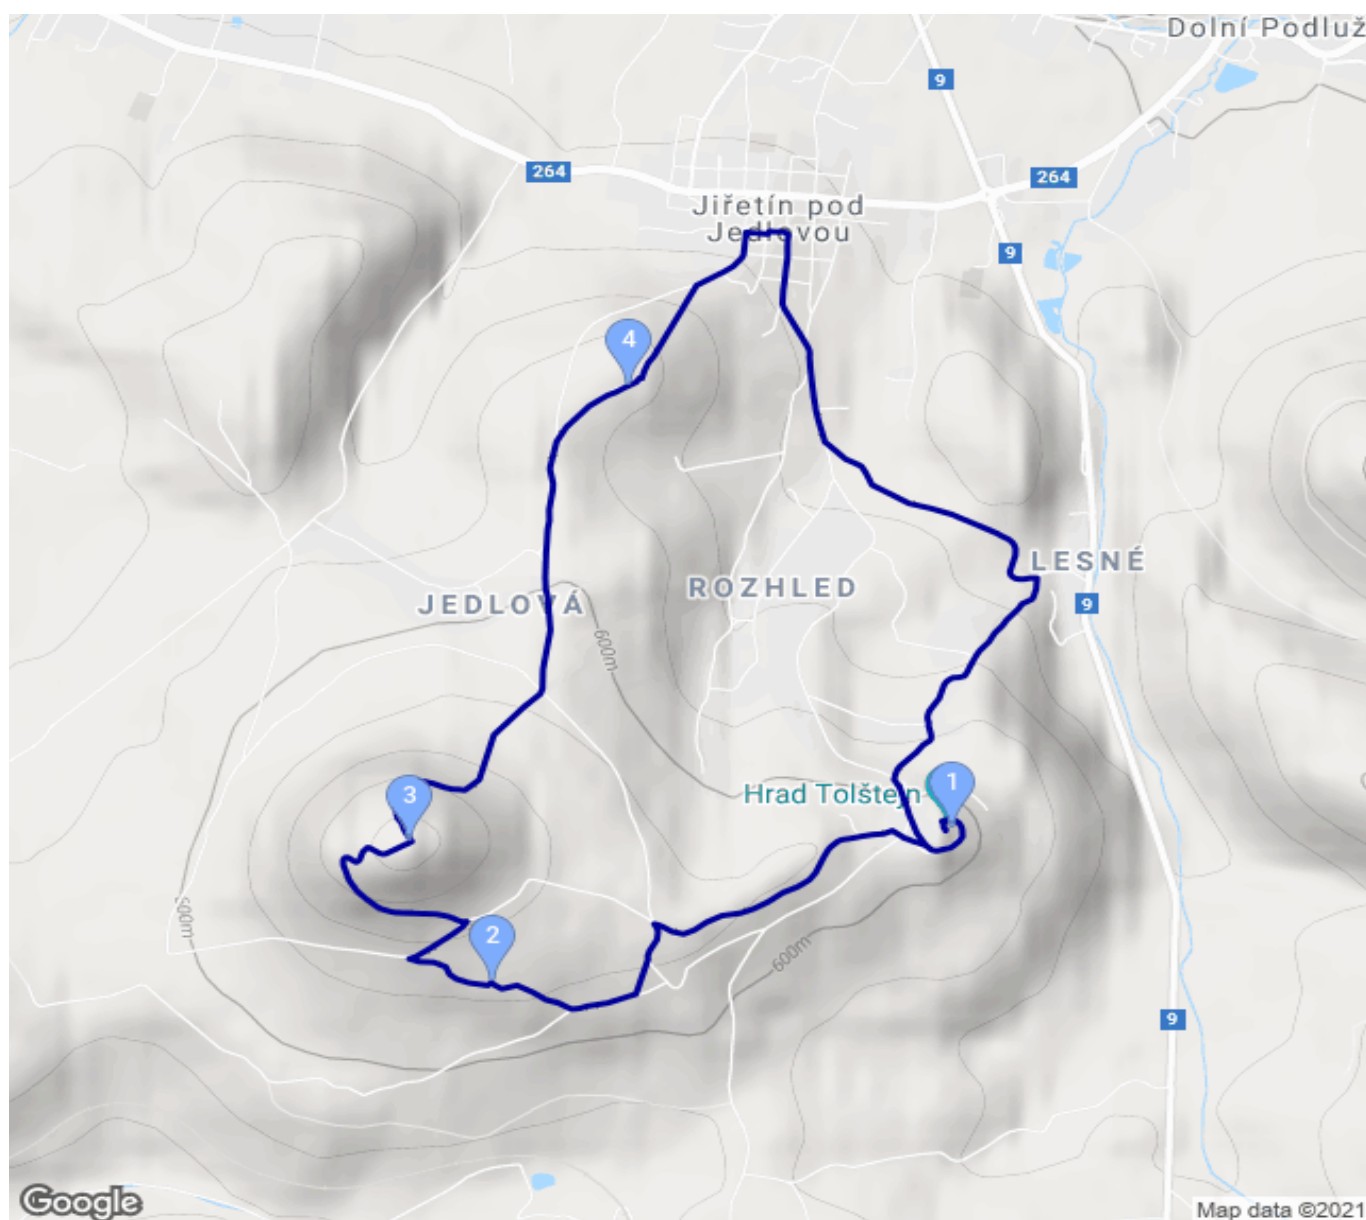 Dolní Podluž
9
264
264
Jiřetín pod
Jedlovou
9
4
LESNÉ
ROZHLED
JEDLOVÁ
9
600m
Hrad Tolštejn
1
3
600m
2
600m
9
Google
Map data ©2021